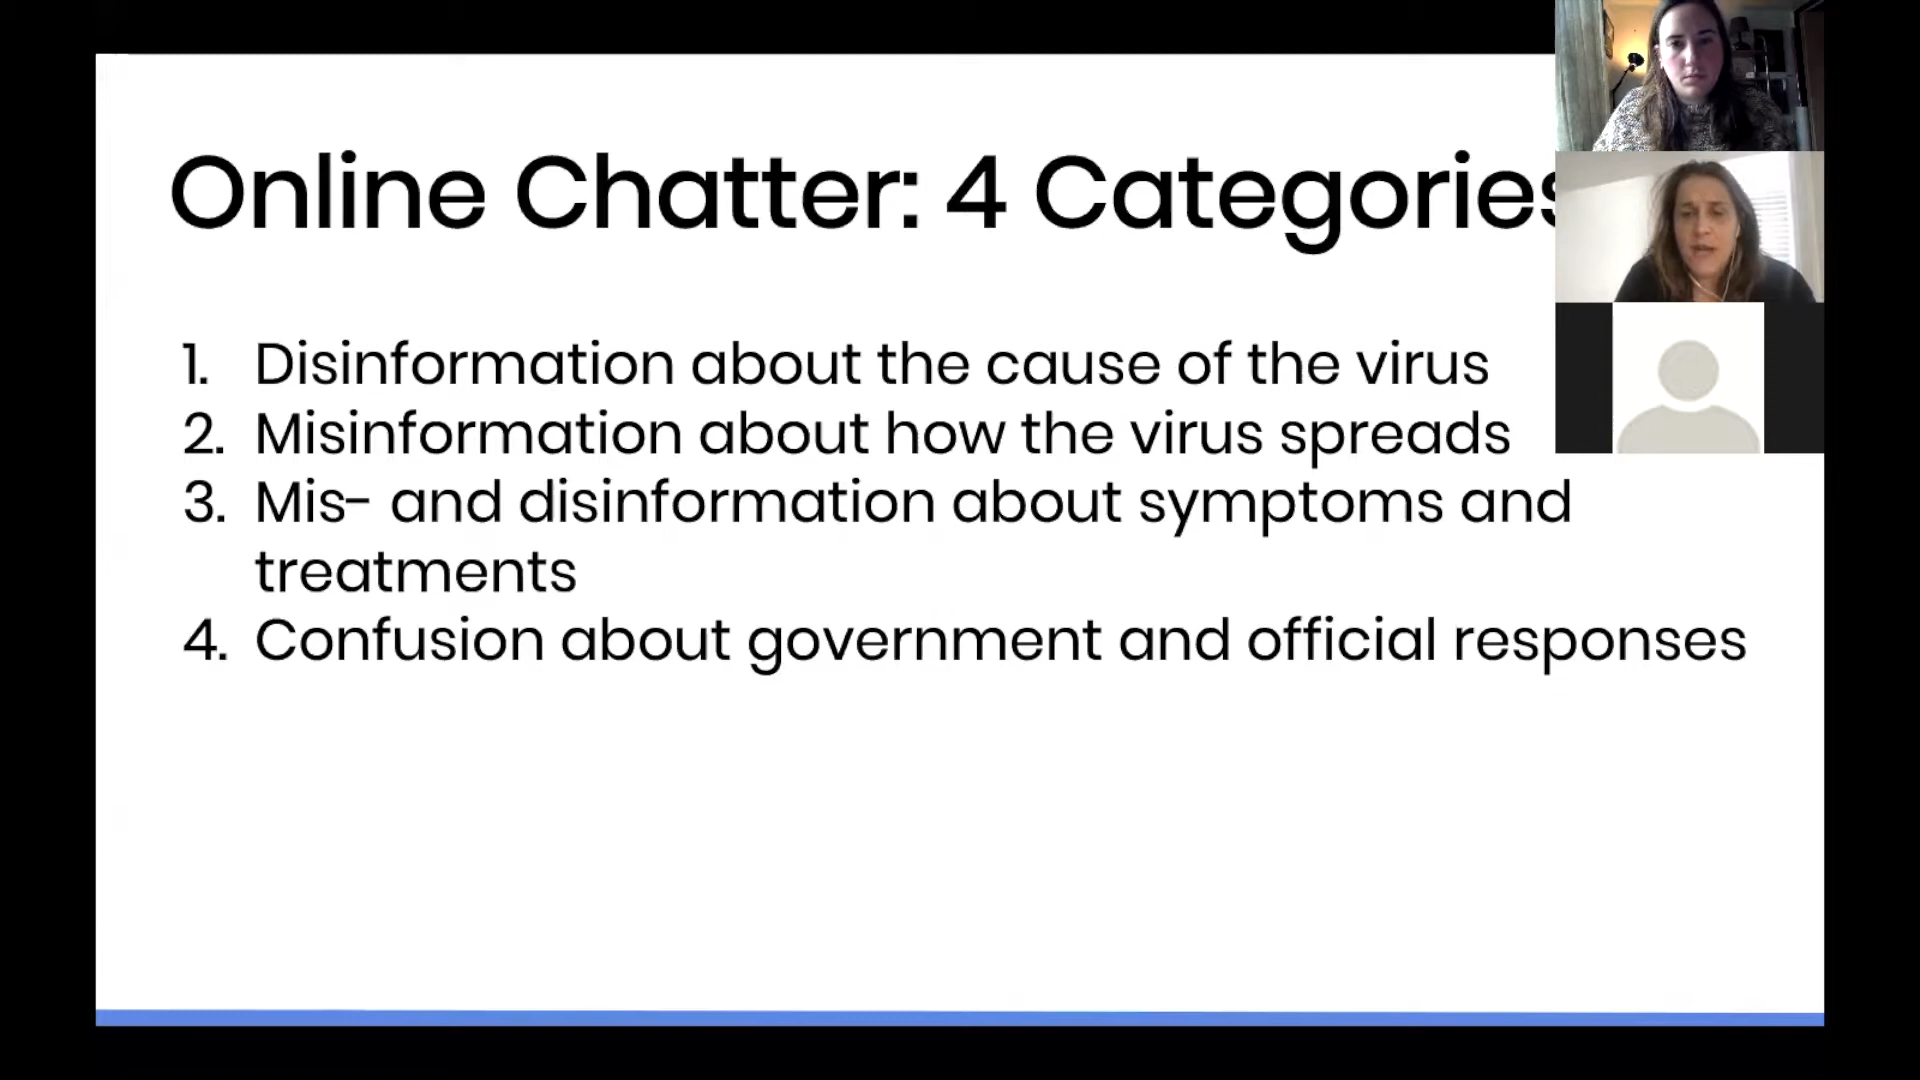 Online Chatter: 4 Categories
1. Disinformation about the cause of the virus
2. Misinformation about how the virus spreads
3. Mis- and disinformation about symptoms and
treatments
4. Confusion about government and official responses